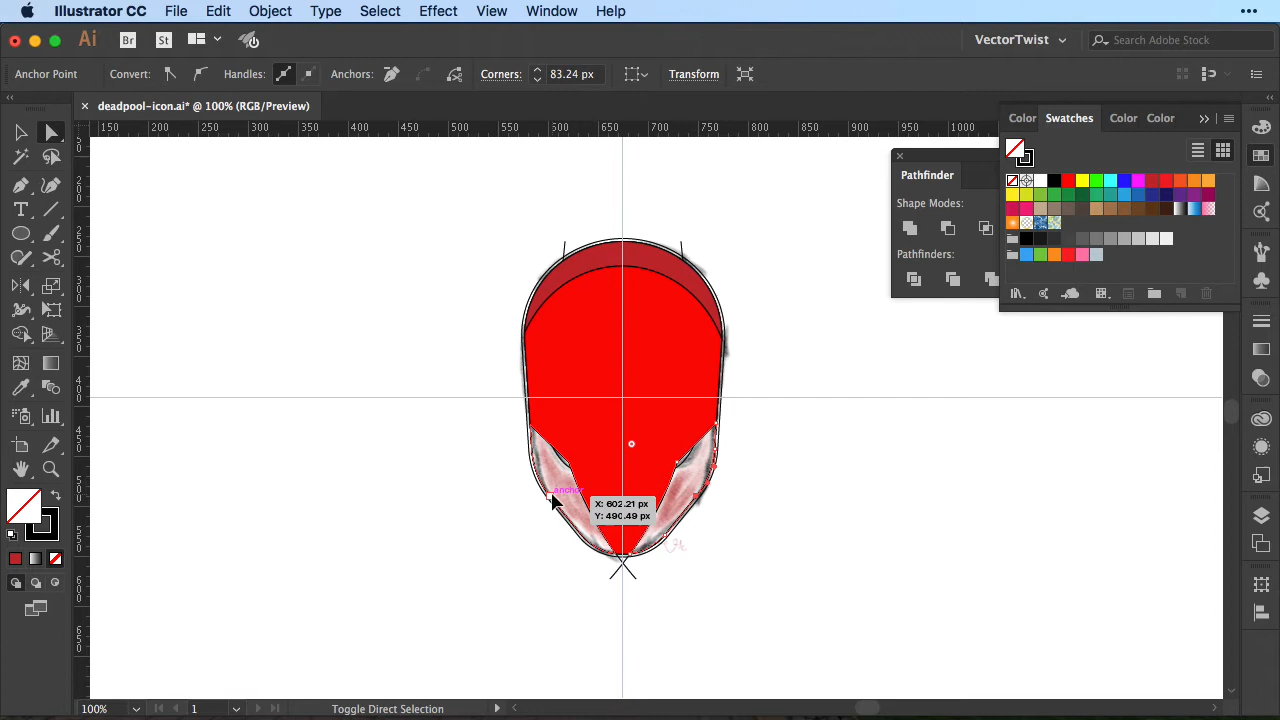 Illustrator CC File Edit Object Type Select Effect View Window Help
Ai Br St VectorTwist Search Adobe Stock
Anchor Point Convert: Handles: Anchors: Corners: 83.24 px Transform
deadpool-icon.ai* @ 100% (RGB/Preview)
Color Swatches Color Color
150 200 250 300 350 400 450 500 550 600 650 700 750 800 850 900 950 1000
Pathfinder
Shape Modes:
Pathfinders:
anchor
X: 602.21 px
Y: 490.49 px
100% 1 Toggle Direct Selection